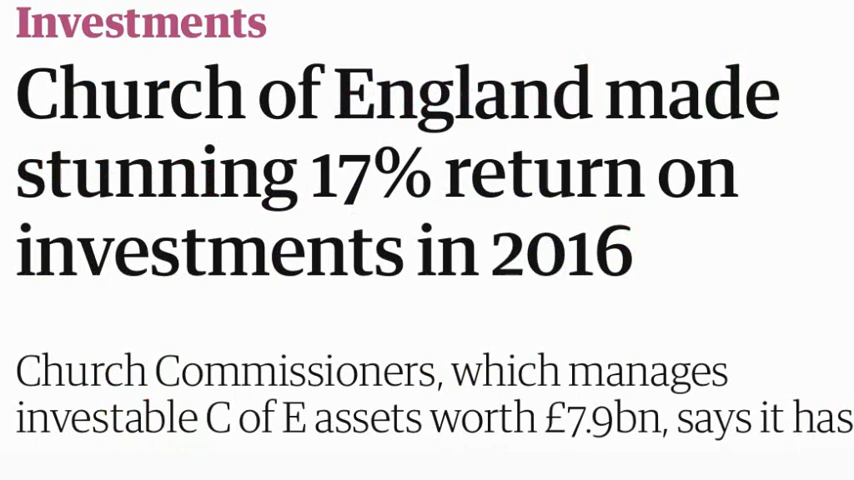 Investments
Church of England made
stunning 17% return on
investments in 2016
Church Commissioners, which manages
investable C of E assets worth £7.9bn, says it has